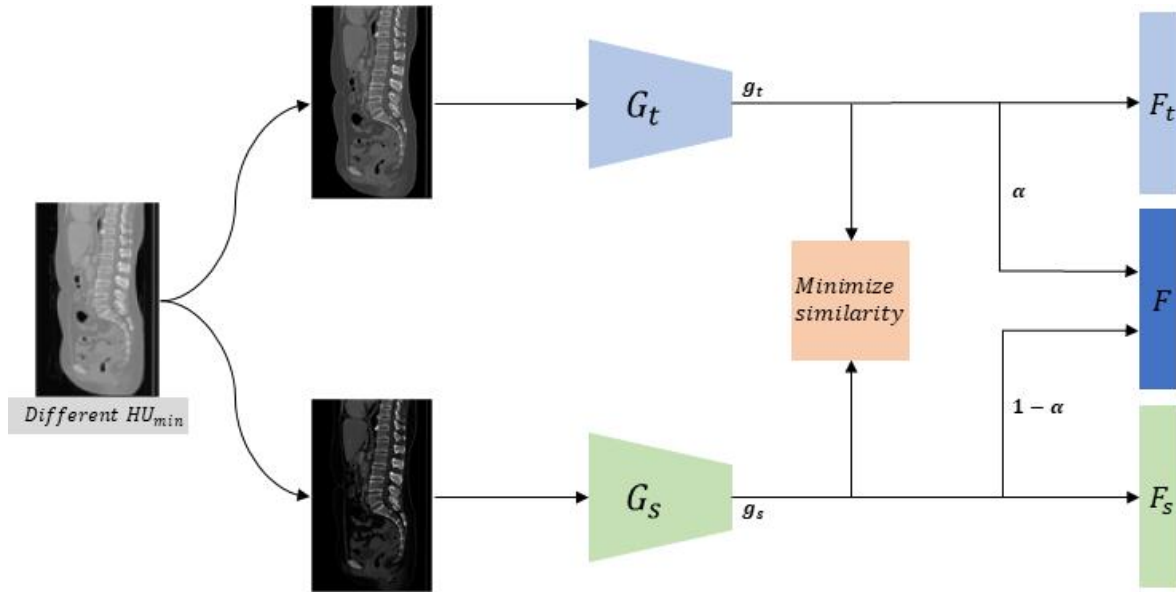 G_t
g_t
F_t
α
Minimize
similarity
F
Different HU_min
1 − α
G_s
g_s
F_s